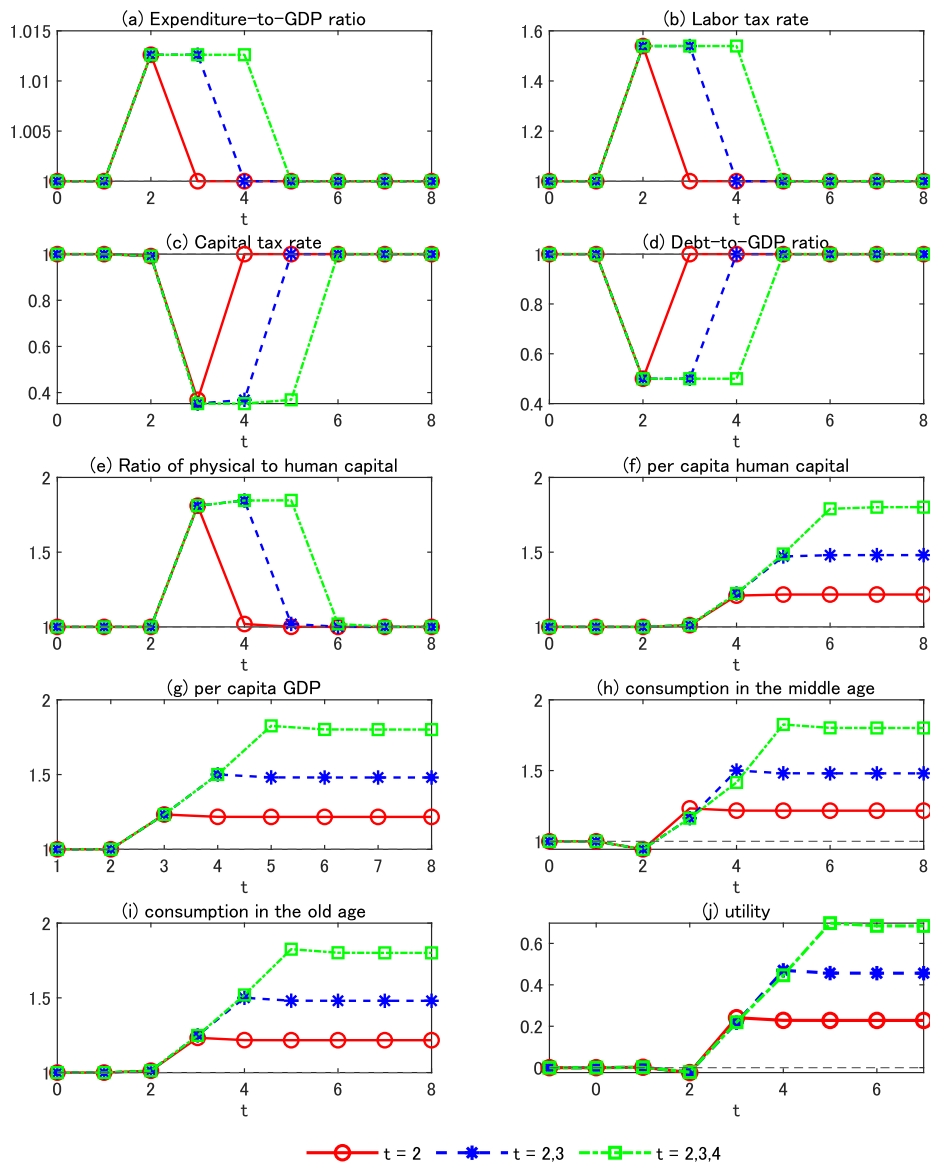 (a) Expenditure-to-GDP ratio
1.015
1.01
1.005
1
0 2 4 6 8
t
(b) Labor tax rate
1.6
1.4
1.2
1
0 2 4 6 8
t
(c) Capital tax rate
1
0.8
0.6
0.4
0 2 4 6 8
t
(d) Debt-to-GDP ratio
1
0.8
0.6
0.4
0 2 4 6 8
t
(e) Ratio of physical to human capital
2
1.5
1
0 2 4 6 8
t
(f) per capita human capital
2
1.5
1
0 2 4 6 8
t
(g) per capita GDP
2
1.5
1
1 2 3 4 5 6 7 8
t
(h) consumption in the middle age
2
1.5
1
0 2 4 6 8
t
(i) consumption in the old age
2
1.5
1
0 2 4 6 8
t
(j) utility
0.6
0.4
0.2
0
0 2 4 6
t
t = 2 t = 2,3 t = 2,3,4